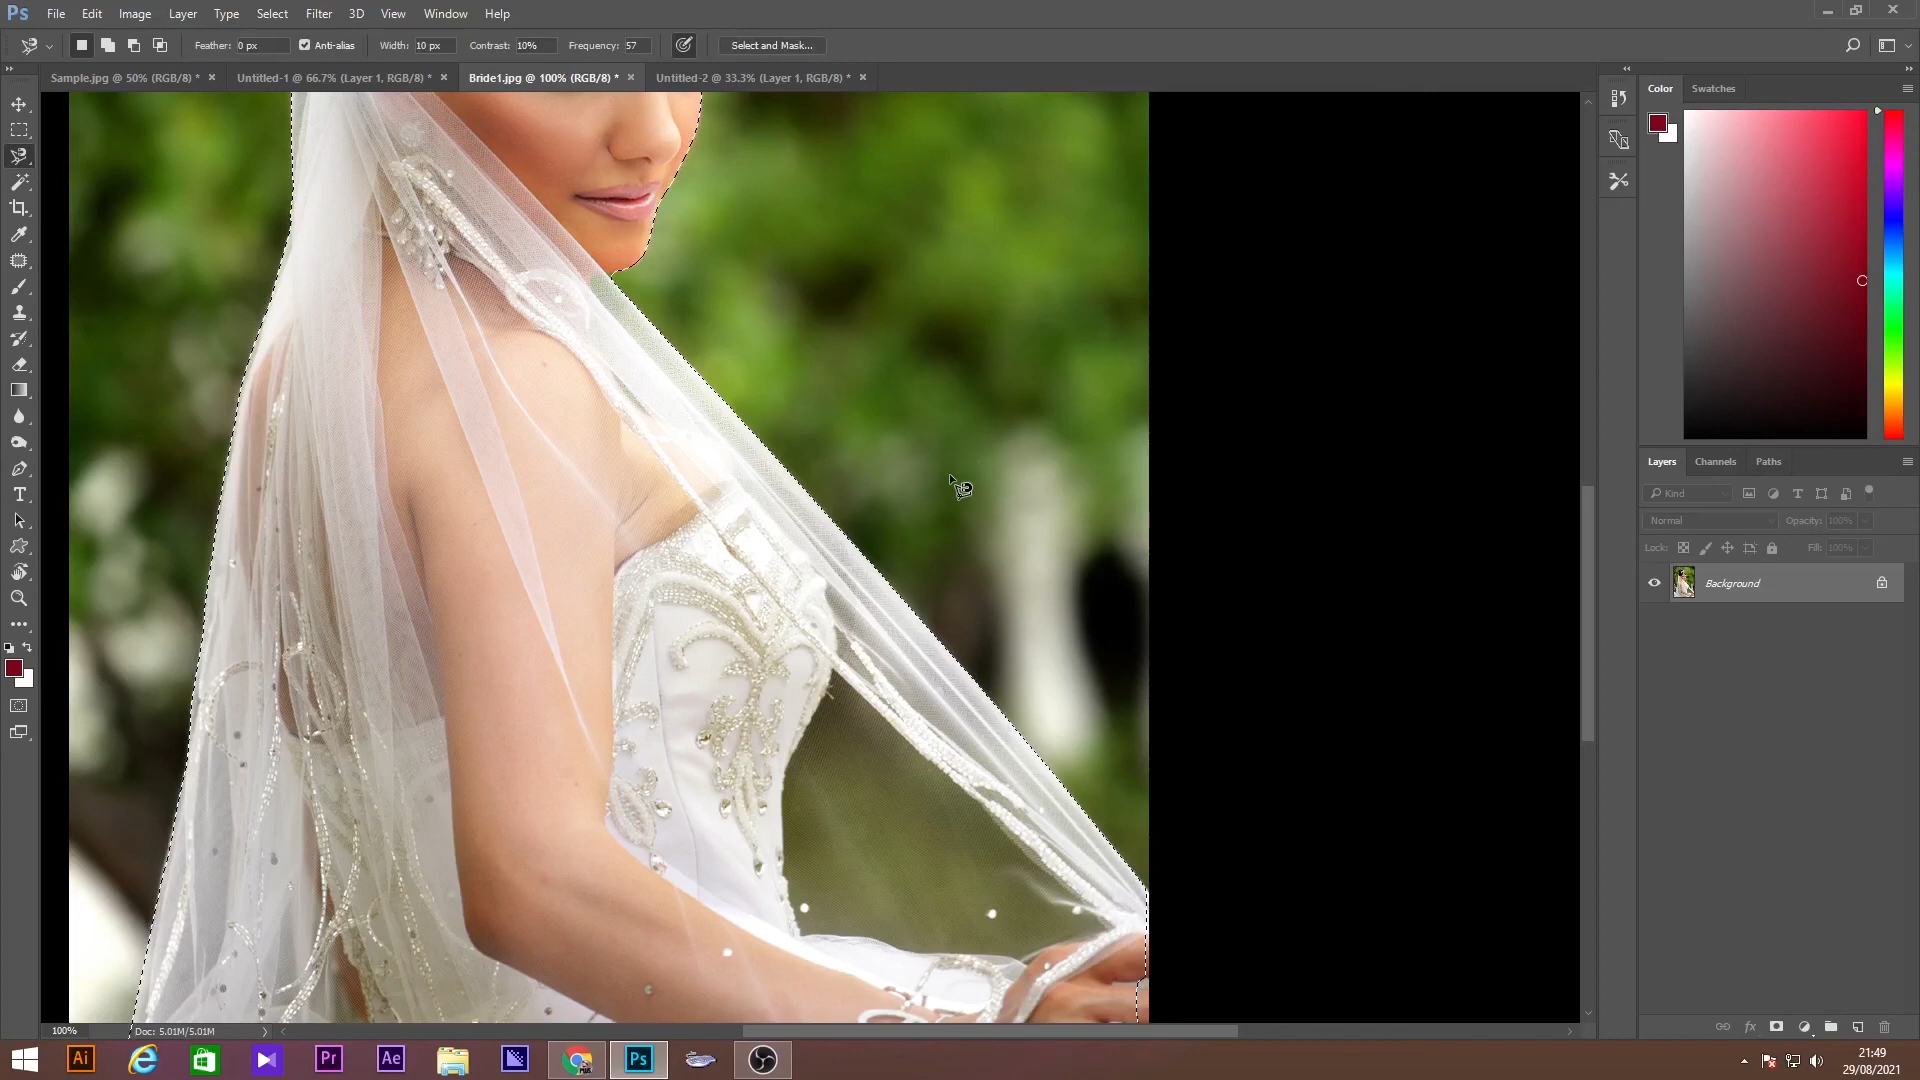 Ps File Edit Image Layer Type Select Filter 3D View Window Help
Feather: 0 px Anti-alias Width: 10 px Contrast: 10% Frequency: 57 Select and Mask...
Sample.jpg @ 50% (RGB/8) * Untitled-1 @ 66.7% (Layer 1, RGB/8) * Bride1.jpg @ 100% (RGB/8) * Untitled-2 @ 33.3% (Layer 1, RGB/8) *
Color Swatches
Layers Channels Paths
Kind
Normal Opacity: 100%
Lock: Fill: 100%
Background
100% Doc: 5.01M/5.01M
Ai Pr Ae Ps
21:49
29/08/2021